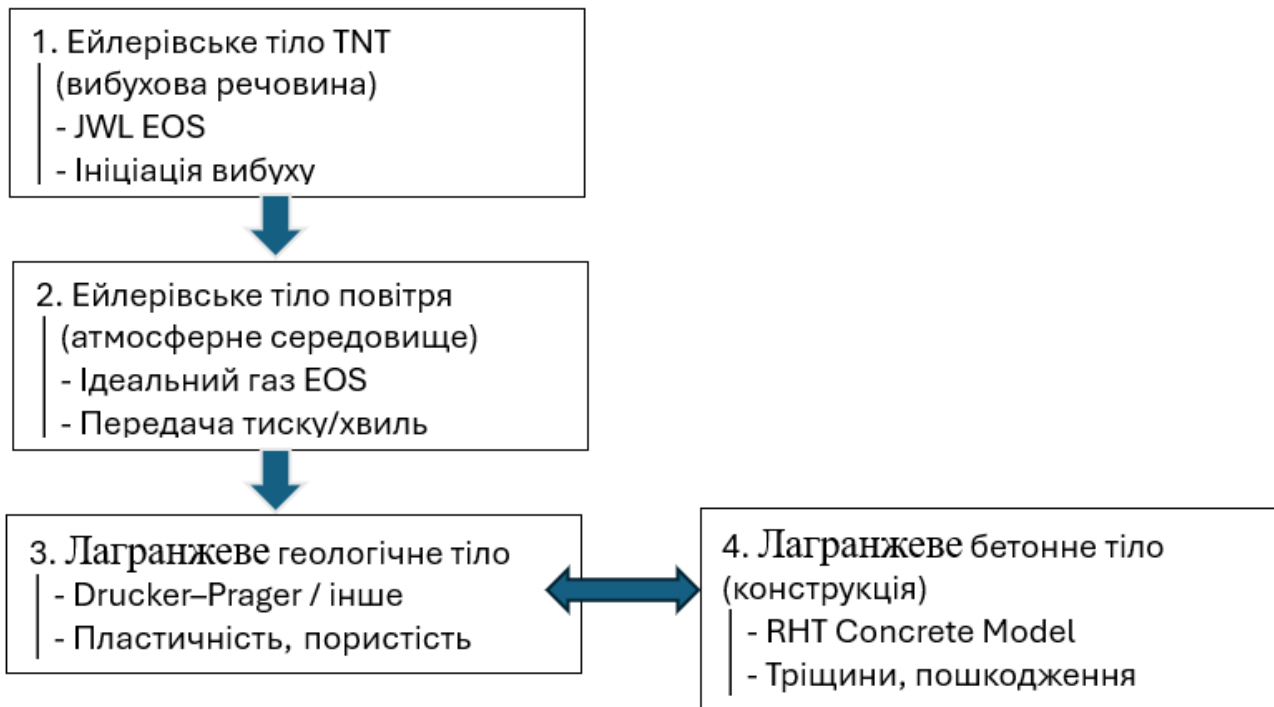 1. Ейлерівське тіло TNT
(вибухова речовина)
- JWL EOS
- Ініціація вибуху
2. Ейлерівське тіло повітря
(атмосферне середовище)
- Ідеальний газ EOS
- Передача тиску/хвиль
3. Лагранжеве геологічне тіло
- Drucker–Prager / інше
- Пластичність, пористість
4. Лагранжеве бетонне тіло
(конструкція)
- RHT Concrete Model
- Тріщини, пошкодження